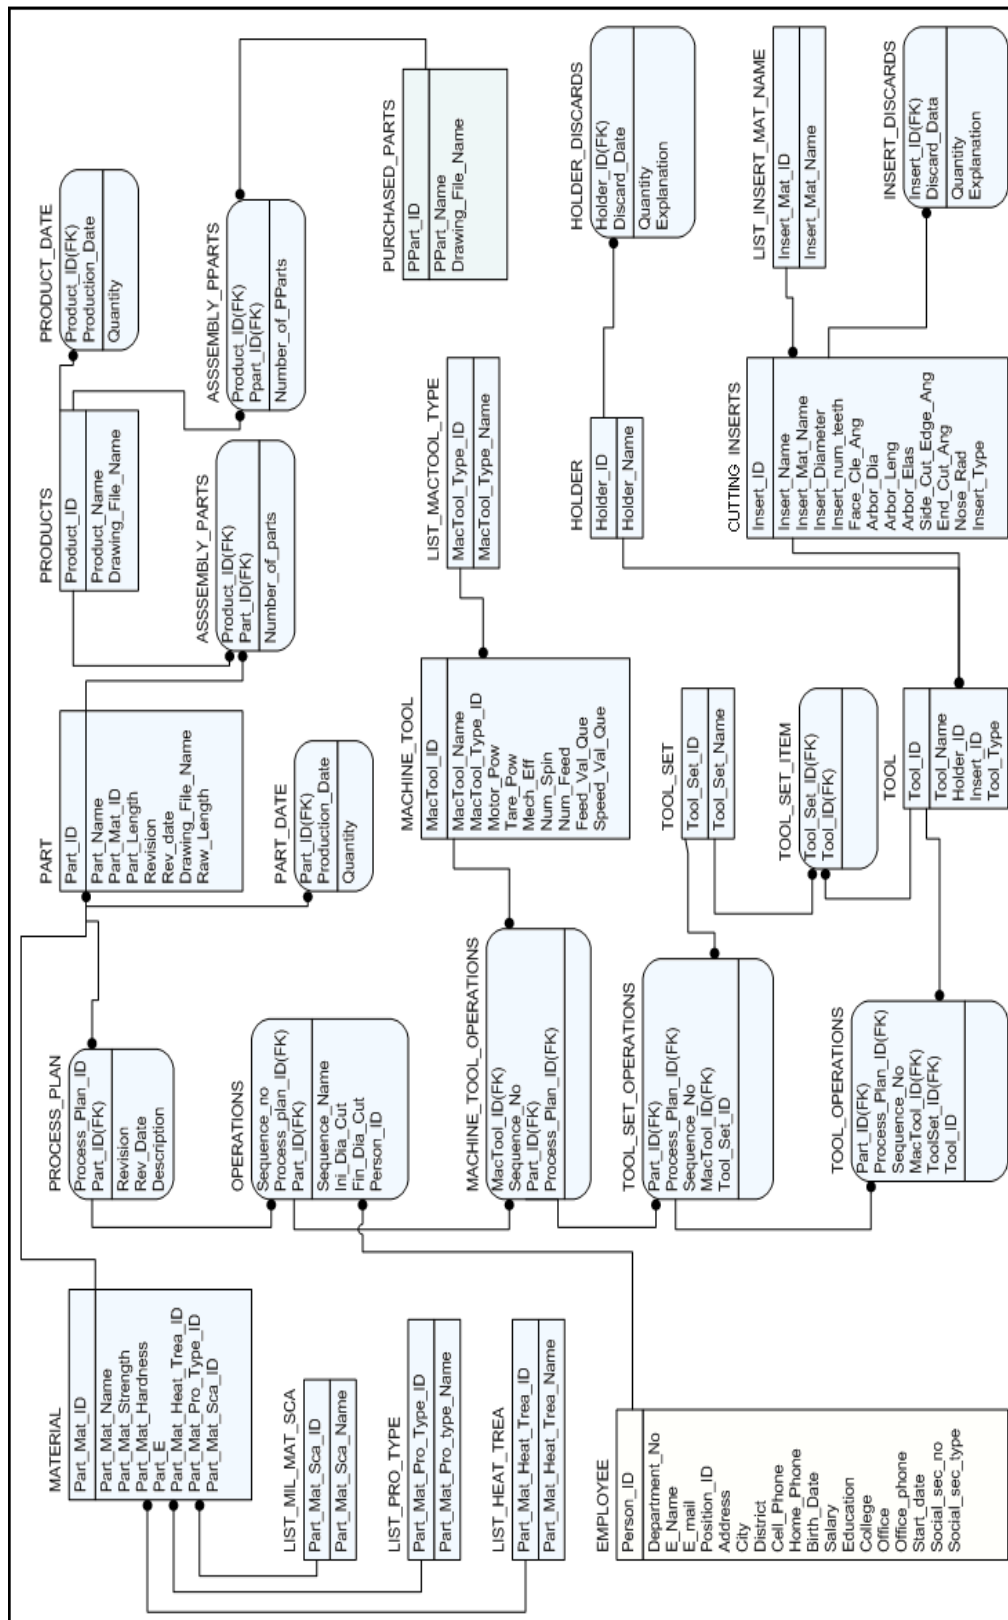 MATERIAL
Part_Mat_ID
Part_Mat_Name
Part_Mat_Strength
Part_Mat_Hardness
Part_E
Part_Mat_Heat_Trea_ID
Part_Mat_Pro_Type_ID
Part_Mat_Sca_ID
LIST_MIL_MAT_SCA
Part_Mat_Sca_ID
Part_Mat_Sca_Name
LIST_PRO_TYPE
Part_Mat_Pro_Type_ID
Part_Mat_Pro_type_Name
LIST_HEAT_TREA
Part_Mat_Heat_Trea_ID
Part_Mat_Heat_Trea_Name
EMPLOYEE
Person_ID
Department_No
E_Name
E_mail
Position_ID
Address
City
District
Cell_Phone
Home_Phone
Birth_Date
Salary
Education
College
Office
Office_phone
Start_date
Social_sec_no
Social_sec_type
PROCESS_PLAN
Process_Plan_ID
Part_ID(FK)
Revision
Rev_Date
Description
OPERATIONS
Sequence_no
Process_plan_ID(FK)
Part_ID(FK)
Sequence_Name
Ini_Dia_Cut
Fin_Dia_Cut
Person_ID
MACHINE_TOOL_OPERATIONS
MacTool_ID(FK)
Sequence_No
Part_ID(FK)
Process_Plan_ID(FK)
TOOL_SET_OPERATIONS
Part_ID(FK)
Process_Plan_ID(FK)
Sequence_No
MacTool_ID(FK)
Tool_Set_ID
TOOL_OPERATIONS
Part_ID(FK)
Process_Plan_ID(FK)
Sequence_No
MacTool_ID(FK)
ToolSet_ID(FK)
Tool_ID
PART
Part_ID
Part_Name
Part_Mat_ID
Part_Length
Revision
Rev_date
Drawing_File_Name
Raw_Length
PART_DATE
Part_ID(FK)
Production_Date
Quantity
MACHINE_TOOL
MacTool_ID
MacTool_Name
MacTool_Type_ID
Motor_Pow
Tare_Pow
Mech_Eff
Num_Spin
Num_Feed
Feed_Val_Que
Speed_Val_Que
TOOL_SET
Tool_Set_ID
Tool_Set_Name
TOOL_SET_ITEM
Tool_Set_ID(FK)
Tool_ID(FK)
TOOL
Tool_ID
Tool_Name
Holder_ID
Insert_ID
Tool_Type
PRODUCTS
Product_ID
Product_Name
Drawing_File_Name
ASSSEMBLY_PARTS
Product_ID(FK)
Part_ID(FK)
Number_of_parts
LIST_MACTOOL_TYPE
MacTool_Type_ID
MacTool_Type_Name
HOLDER
Holder_ID
Holder_Name
CUTTING INSERTS
Insert_ID
Insert_Name
Insert_Mat_Name
Insert_Diameter
Insert_num_teeth
Face_Cle_Ang
Arbor_Dia
Arbor_Leng
Arbor_Elas
Side_Cut_Edge_Ang
End_Cut_Ang
Nose_Rad
Insert_Type
PRODUCT_DATE
Product_ID(FK)
Production_Date
Quantity
ASSSEMBLY_PPARTS
Product_ID(FK)
Ppart_ID(FK)
Number_of_PParts
PURCHASED_PARTS
PPart_ID
PPart_Name
Drawing_File_Name
HOLDER_DISCARDS
Holder_ID(FK)
Discard_Date
Quantity
Explanation
LIST_INSERT_MAT_NAME
Insert_Mat_ID
Insert_Mat_Name
INSERT_DISCARDS
Insert_ID(FK)
Discard_Data
Quantity
Explanation